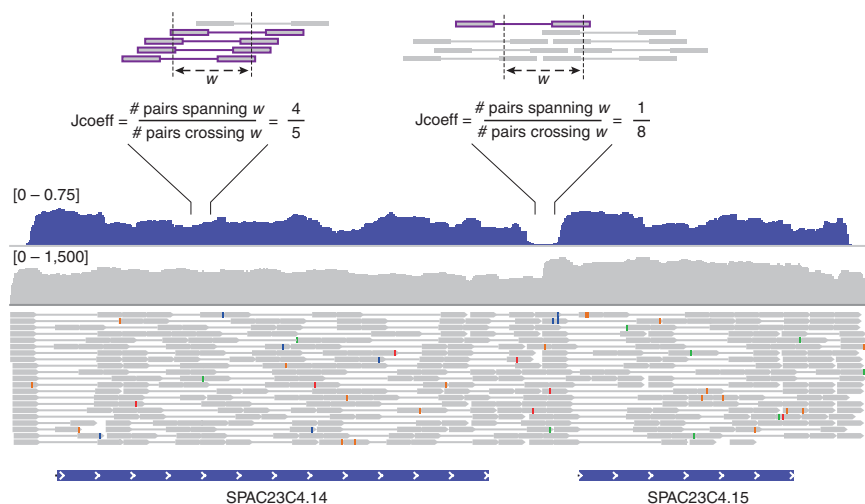 w
w
Jcoeff = # pairs spanning w / # pairs crossing w = 4 / 5
Jcoeff = # pairs spanning w / # pairs crossing w = 1 / 8
[0 – 0.75]
[0 – 1,500]
SPAC23C4.14
SPAC23C4.15